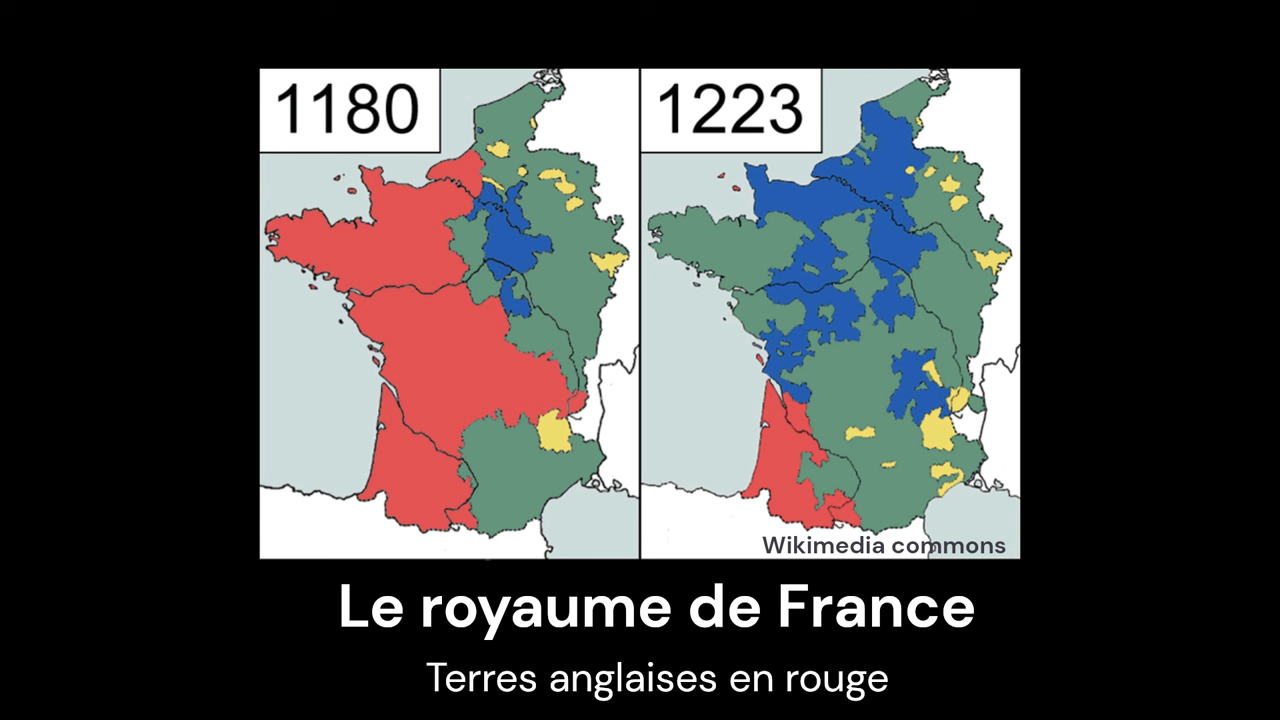 1180
1223
Wikimedia commons
Le royaume de France
Terres anglaises en rouge